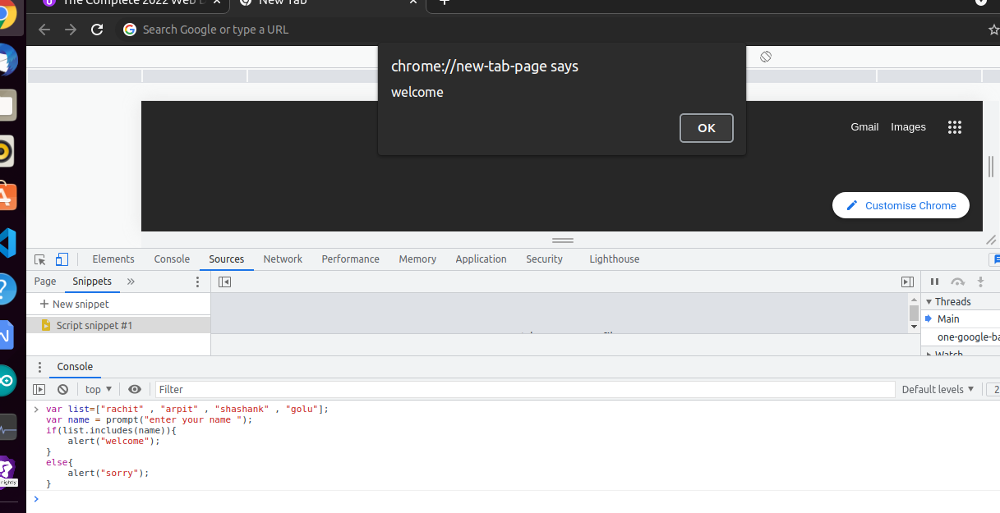 The Complete 2022 Web D
New Tab
Search Google or type a URL
chrome://new-tab-page says
welcome
OK
Gmail Images
Customise Chrome
Elements Console Sources Network Performance Memory Application Security Lighthouse
Page Snippets »
+ New snippet
Script snippet #1
Threads
Main
one-google-ba
Watch
Console
top Filter Default levels 2
> var list=["rachit" , "arpit" , "shashank" , "golu"];
var name = prompt("enter your name ");
if(list.includes(name)){
alert("welcome");
}
else{
alert("sorry");
}
>